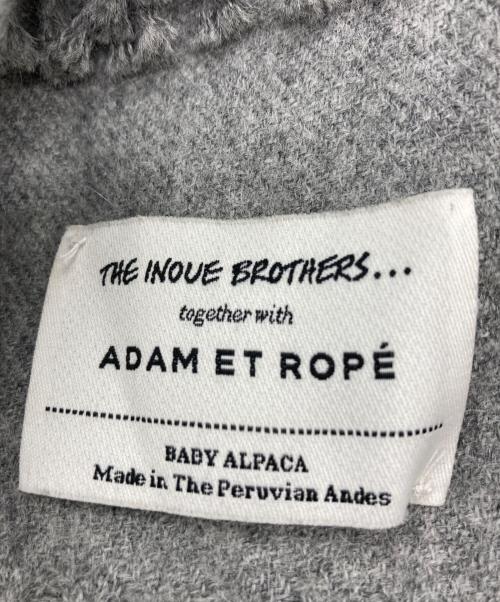 THE INOUE BROTHERS...
together with
ADAM ET ROPÉ
BABY ALPACA
Made in The Peruvian Andes